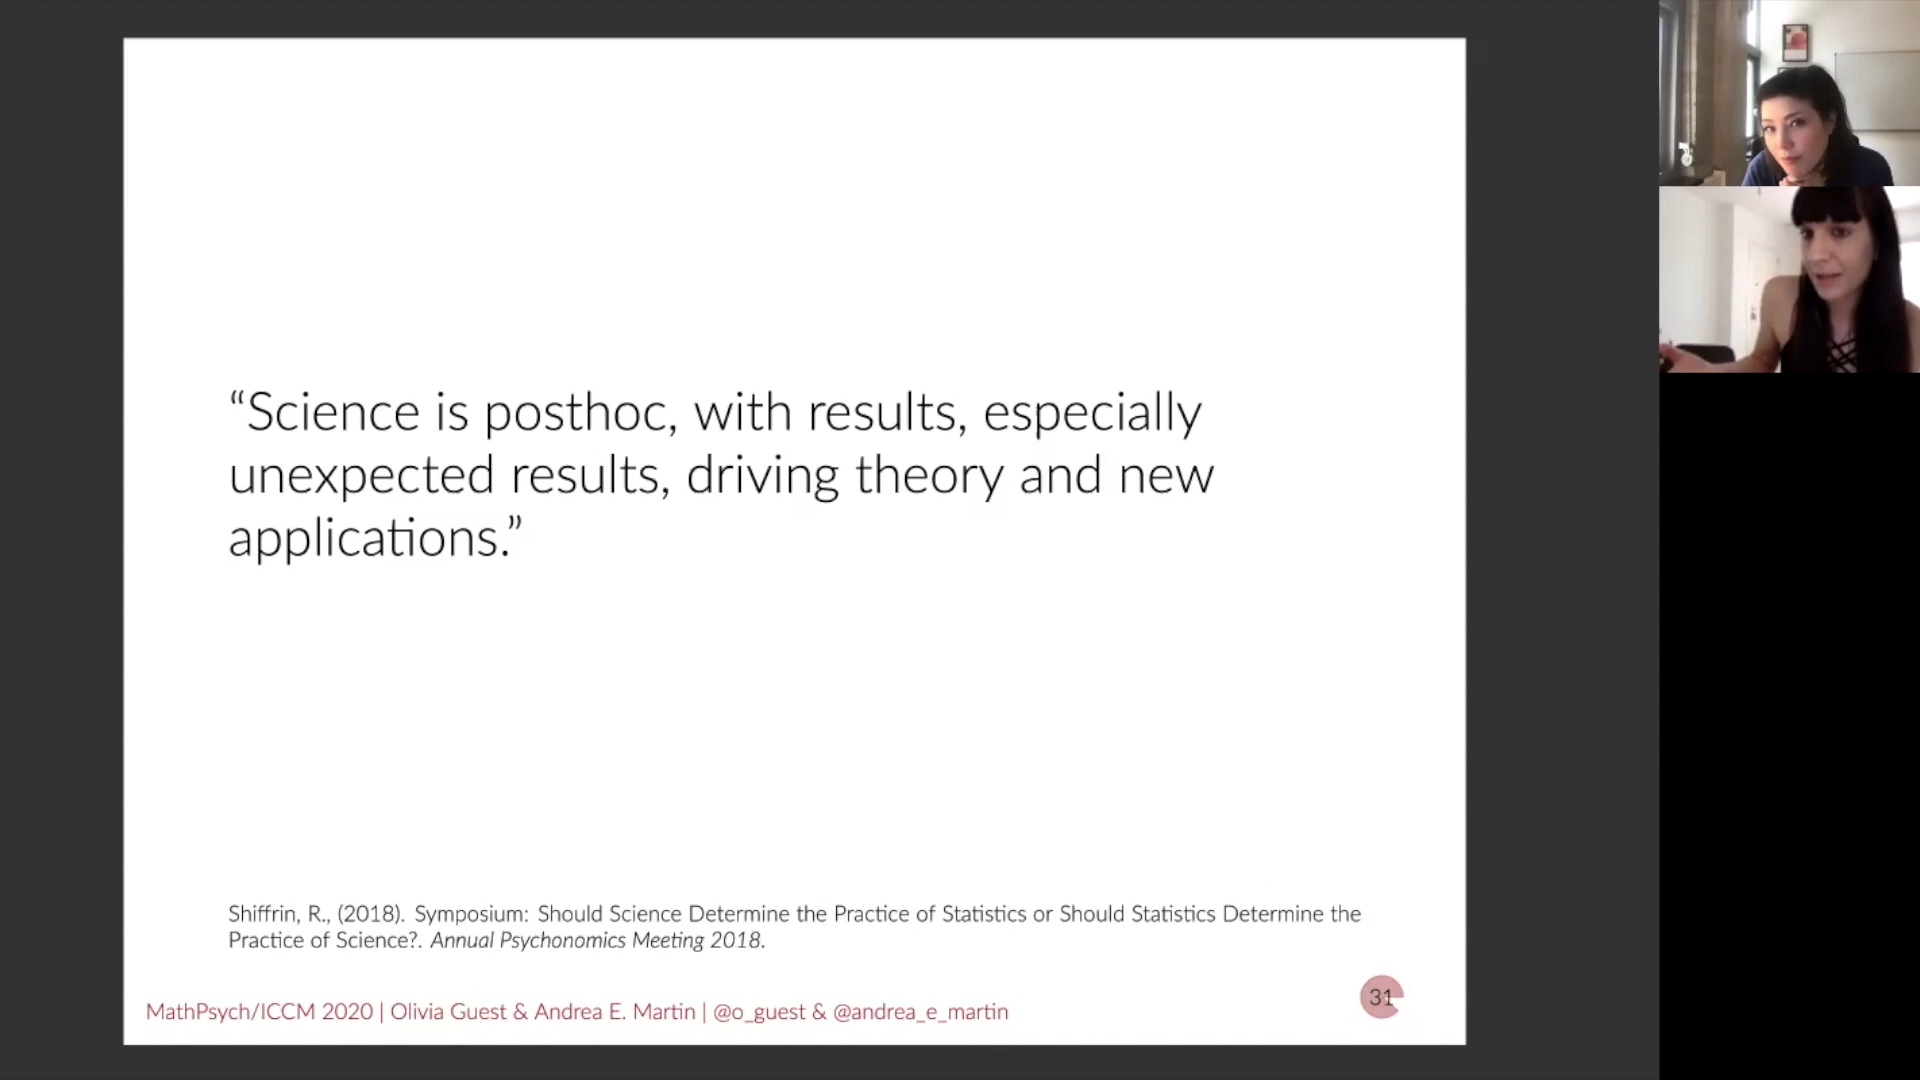 “Science is posthoc, with results, especially
unexpected results, driving theory and new
applications.”
Shiffrin, R., (2018). Symposium: Should Science Determine the Practice of Statistics or Should Statistics Determine the
Practice of Science?. Annual Psychonomics Meeting 2018.
MathPsych/ICCM 2020 | Olivia Guest & Andrea E. Martin | @o_guest & @andrea_e_martin
31